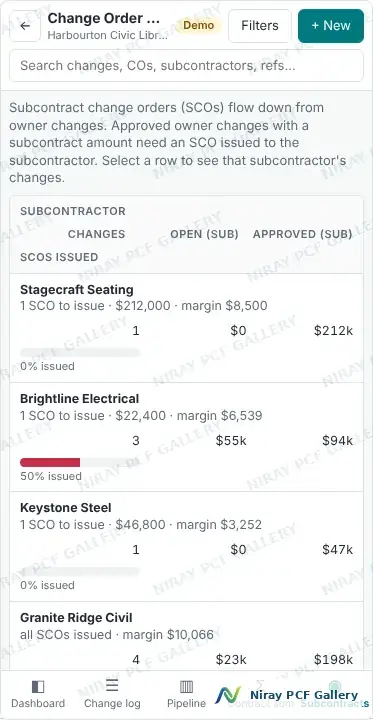 ←
Change Order ...
Harbourton Civic Libr...
Demo
Filters
+ New
Search changes, COs, subcontractors, refs...
Subcontract change orders (SCOs) flow down from
owner changes. Approved owner changes with a
subcontract amount need an SCO issued to the
subcontractor. Select a row to see that subcontractor's
changes.
SUBCONTRACTOR
CHANGES OPEN (SUB) APPROVED (SUB)
SCOS ISSUED
Stagecraft Seating
1 SCO to issue · $212,000 · margin $8,500
1 $0 $212k
0% issued
Brightline Electrical
1 SCO to issue · $22,400 · margin $6,539
3 $55k $94k
50% issued
Keystone Steel
1 SCO to issue · $46,800 · margin $3,252
1 $0 $47k
0% issued
Granite Ridge Civil
all SCOs issued · margin $10,066
4 $23k $198k
Dashboard
Change log
Pipeline
Niray PCF Gallery
NIRAY PCF GALLERY